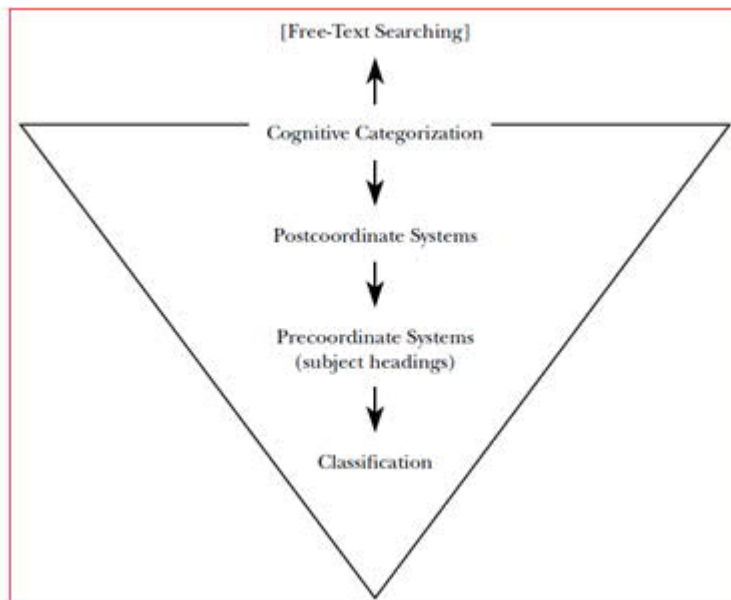 [Free-Text Searching]
Cognitive Categorization
Postcoordinate Systems
Precoordinate Systems
(subject headings)
Classification